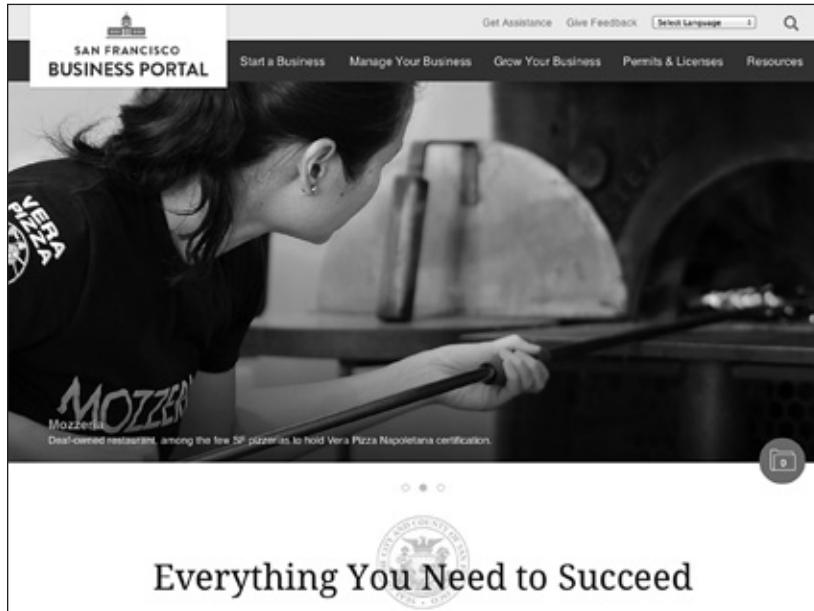 Get Assistance Give Feedback Select Language
SAN FRANCISCO
BUSINESS PORTAL
Start a Business Manage Your Business Grow Your Business Permits & Licenses Resources
VERA
PIZZA
MOZZERI
Mozzeria
Deaf-owned restaurant, among the few SF pizzerias to hold Vera Pizza Napoletana certification.
0
Everything You Need to Succeed